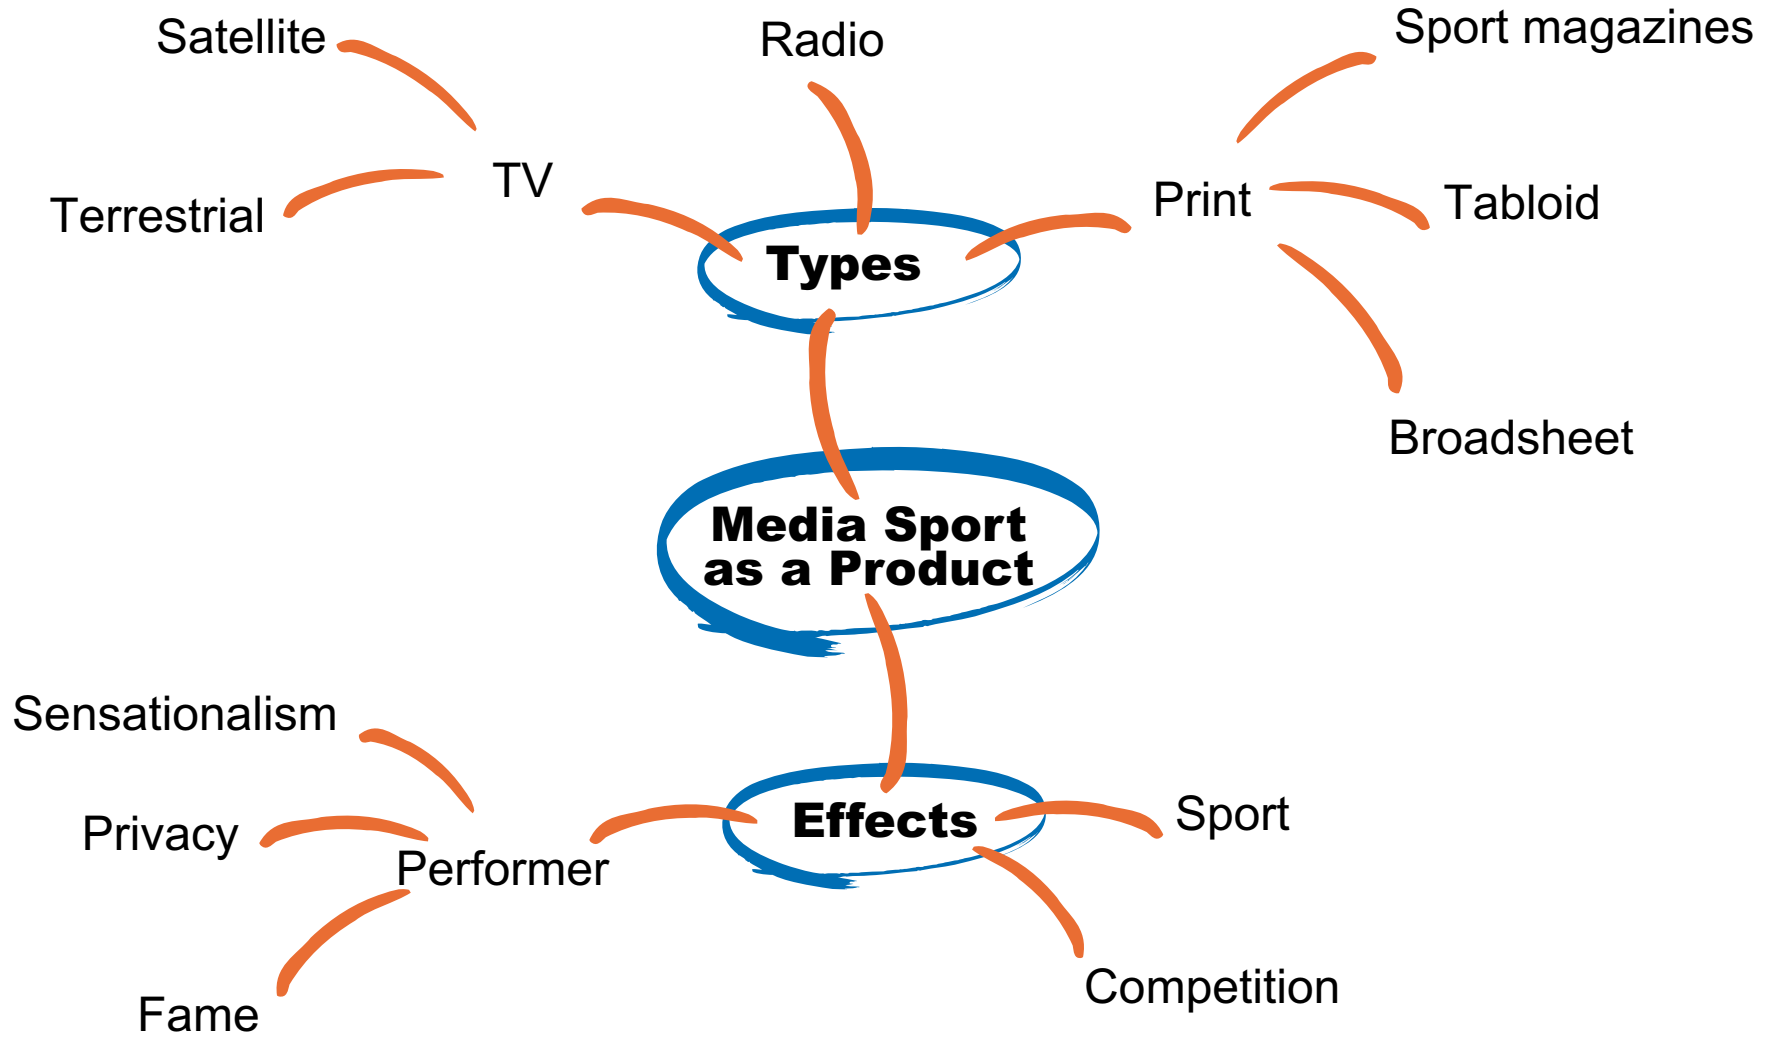 Satellite
Radio
Sport magazines
TV
Terrestrial
Print
Tabloid
Types
Broadsheet
Media Sport
as a Product
Sensationalism
Privacy
Performer
Effects
Sport
Fame
Competition